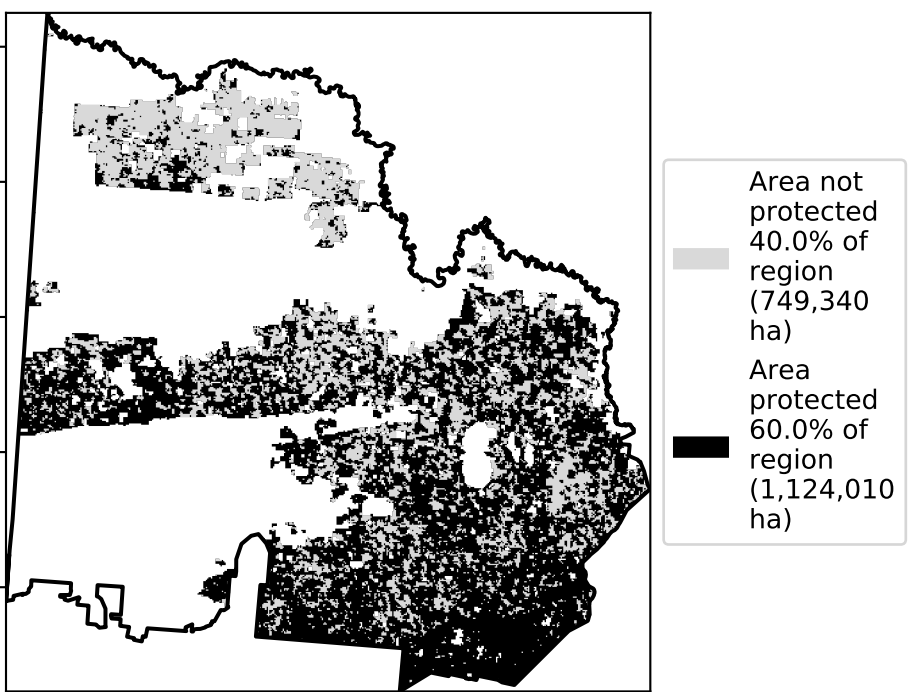 Area not
protected
40.0% of
region
(749,340
ha)
Area
protected
60.0% of
region
(1,124,010
ha)